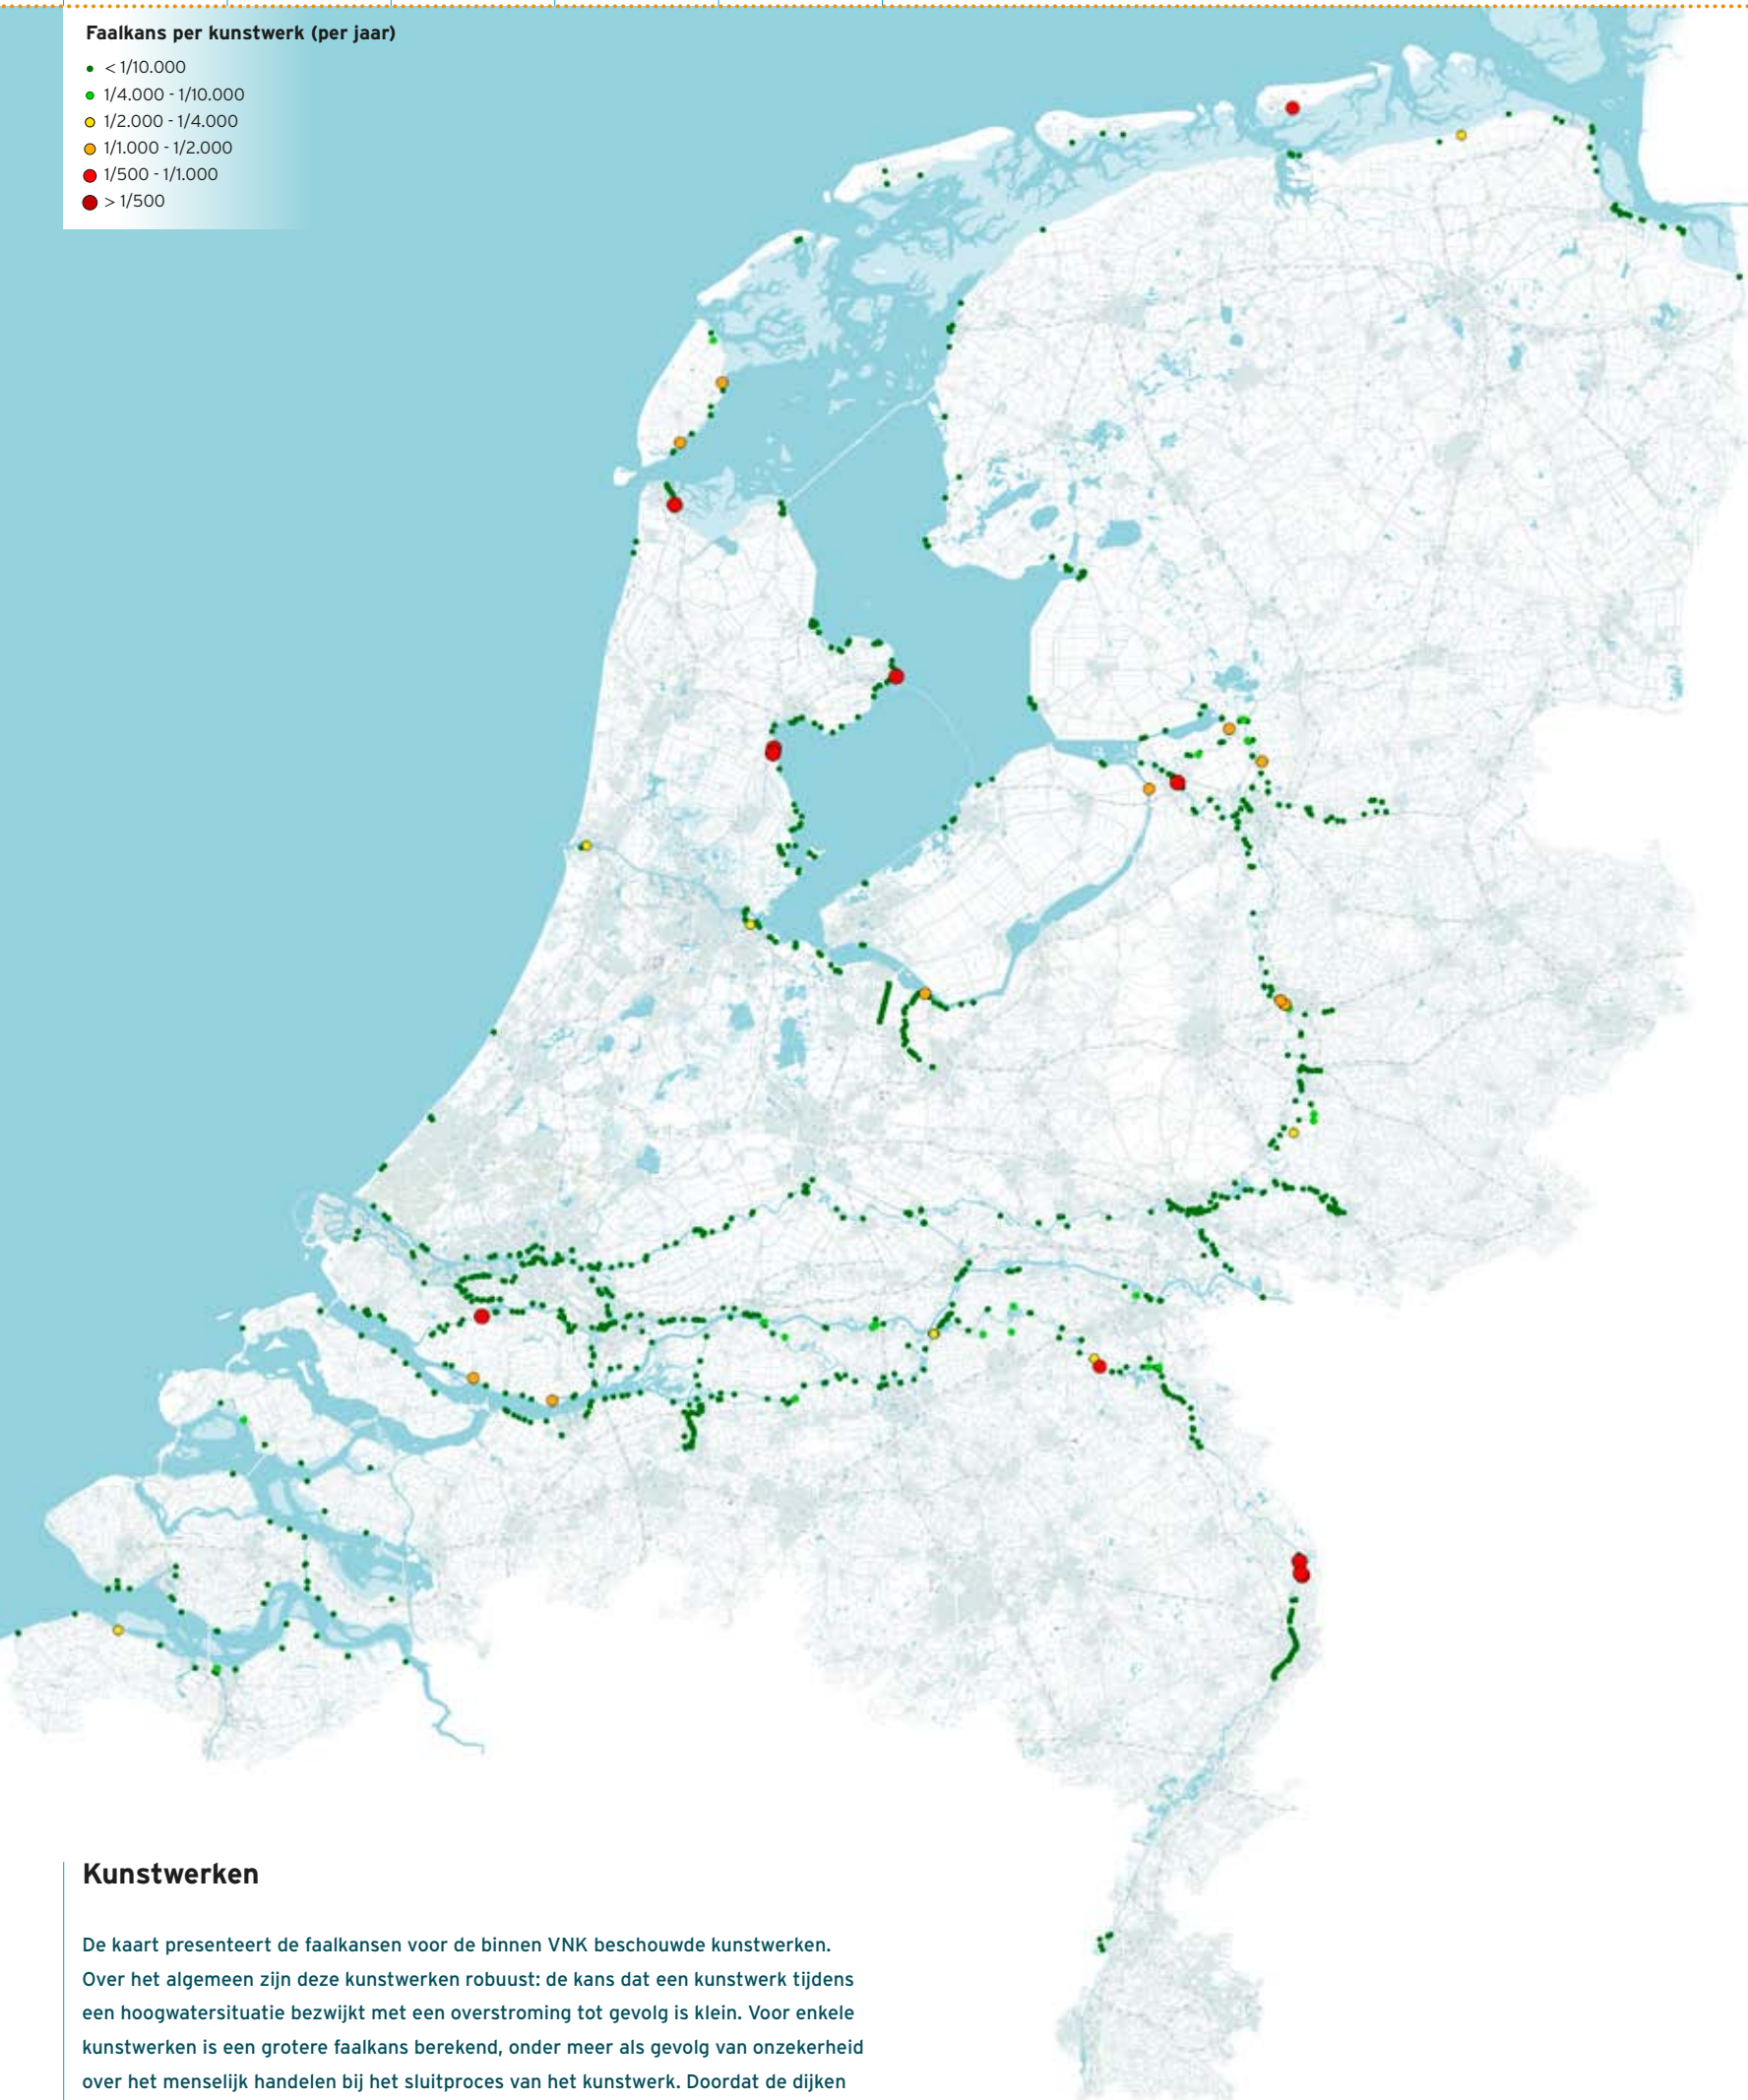 Faalkans per kunstwerk (per jaar)
< 1/10.000
1/4.000 - 1/10.000
1/2.000 - 1/4.000
1/1.000 - 1/2.000
1/500 - 1/1.000
> 1/500
Kunstwerken
De kaart presenteert de faalkansen voor de binnen VNK beschouwde kunstwerken.
Over het algemeen zijn deze kunstwerken robuust: de kans dat een kunstwerk tijdens
een hoogwatersituatie bezwijkt met een overstroming tot gevolg is klein. Voor enkele
kunstwerken is een grotere faalkans berekend, onder meer als gevolg van onzekerheid
over het menselijk handelen bij het sluitproces van het kunstwerk. Doordat de dijken